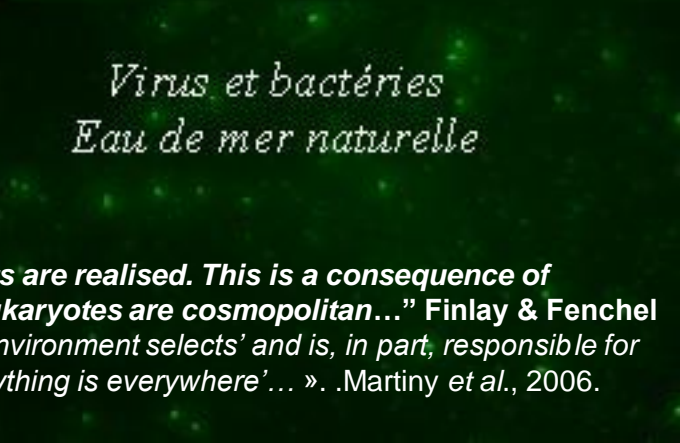 Virus et bactéries
Eau de mer naturelle
s are realised. This is a consequence of
karyotes are cosmopolitan…” Finlay & Fenchel
nvironment selects’ and is, in part, responsible for
ything is everywhere’… ». .Martiny et al., 2006.